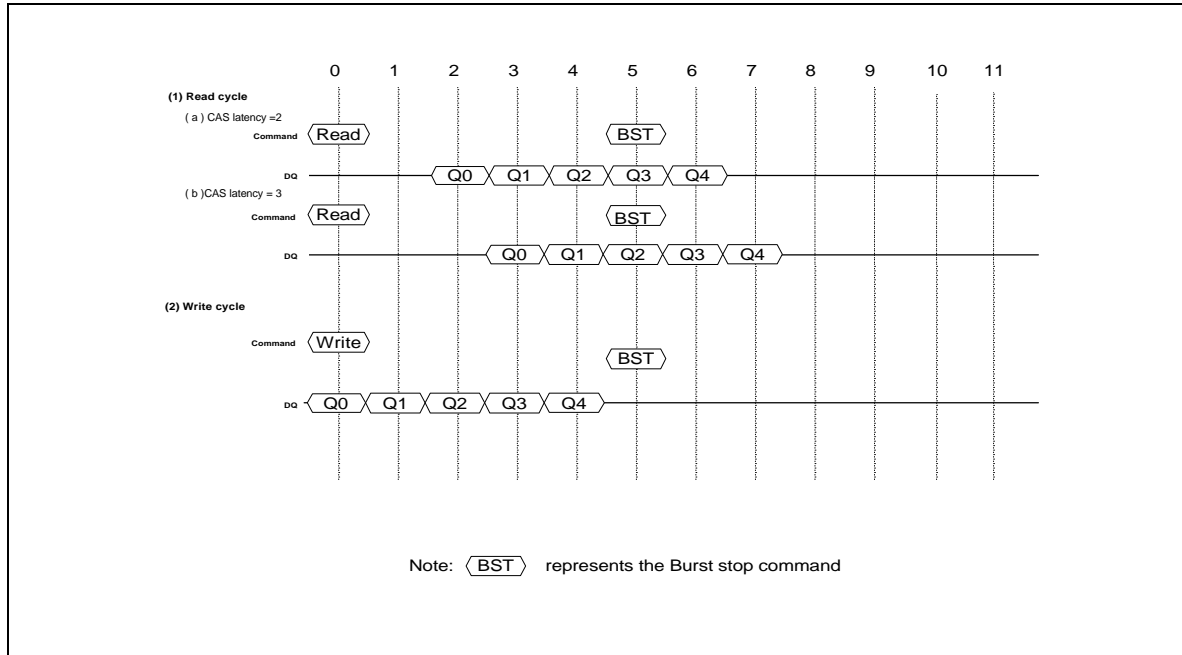 0 1 2 3 4 5 6 7 8 9 10 11
(1) Read cycle
( a ) CAS latency =2
Command Read BST
DQ Q0 Q1 Q2 Q3 Q4
( b )CAS latency = 3
Command Read BST
DQ Q0 Q1 Q2 Q3 Q4
(2) Write cycle
Command Write BST
DQ Q0 Q1 Q2 Q3 Q4
Note: BST represents the Burst stop command